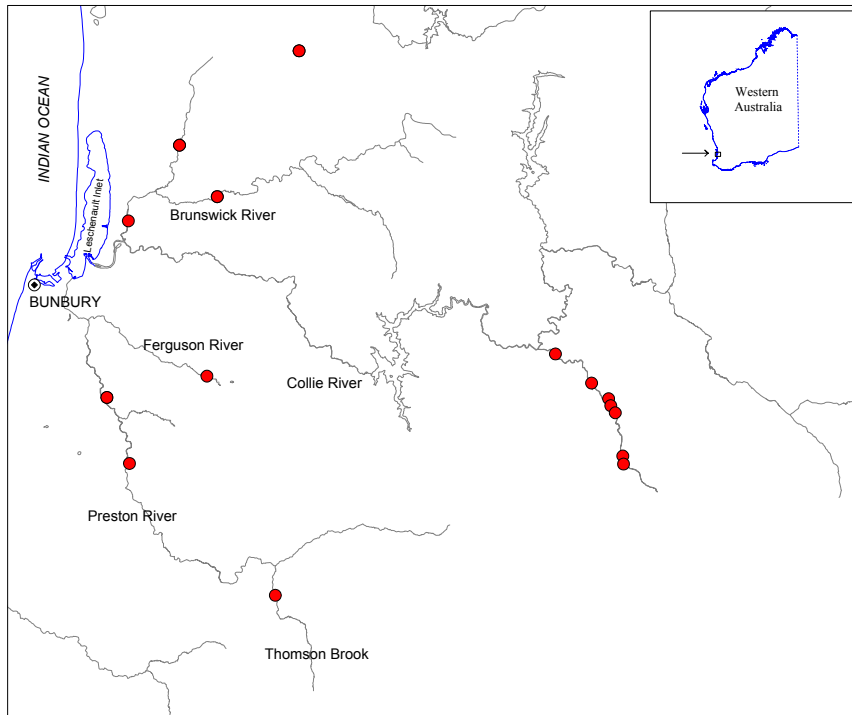 INDIAN OCEAN
Western
Australia
Leschenault Inlet
Brunswick River
BUNBURY
Ferguson River
Collie River
Preston River
Thomson Brook